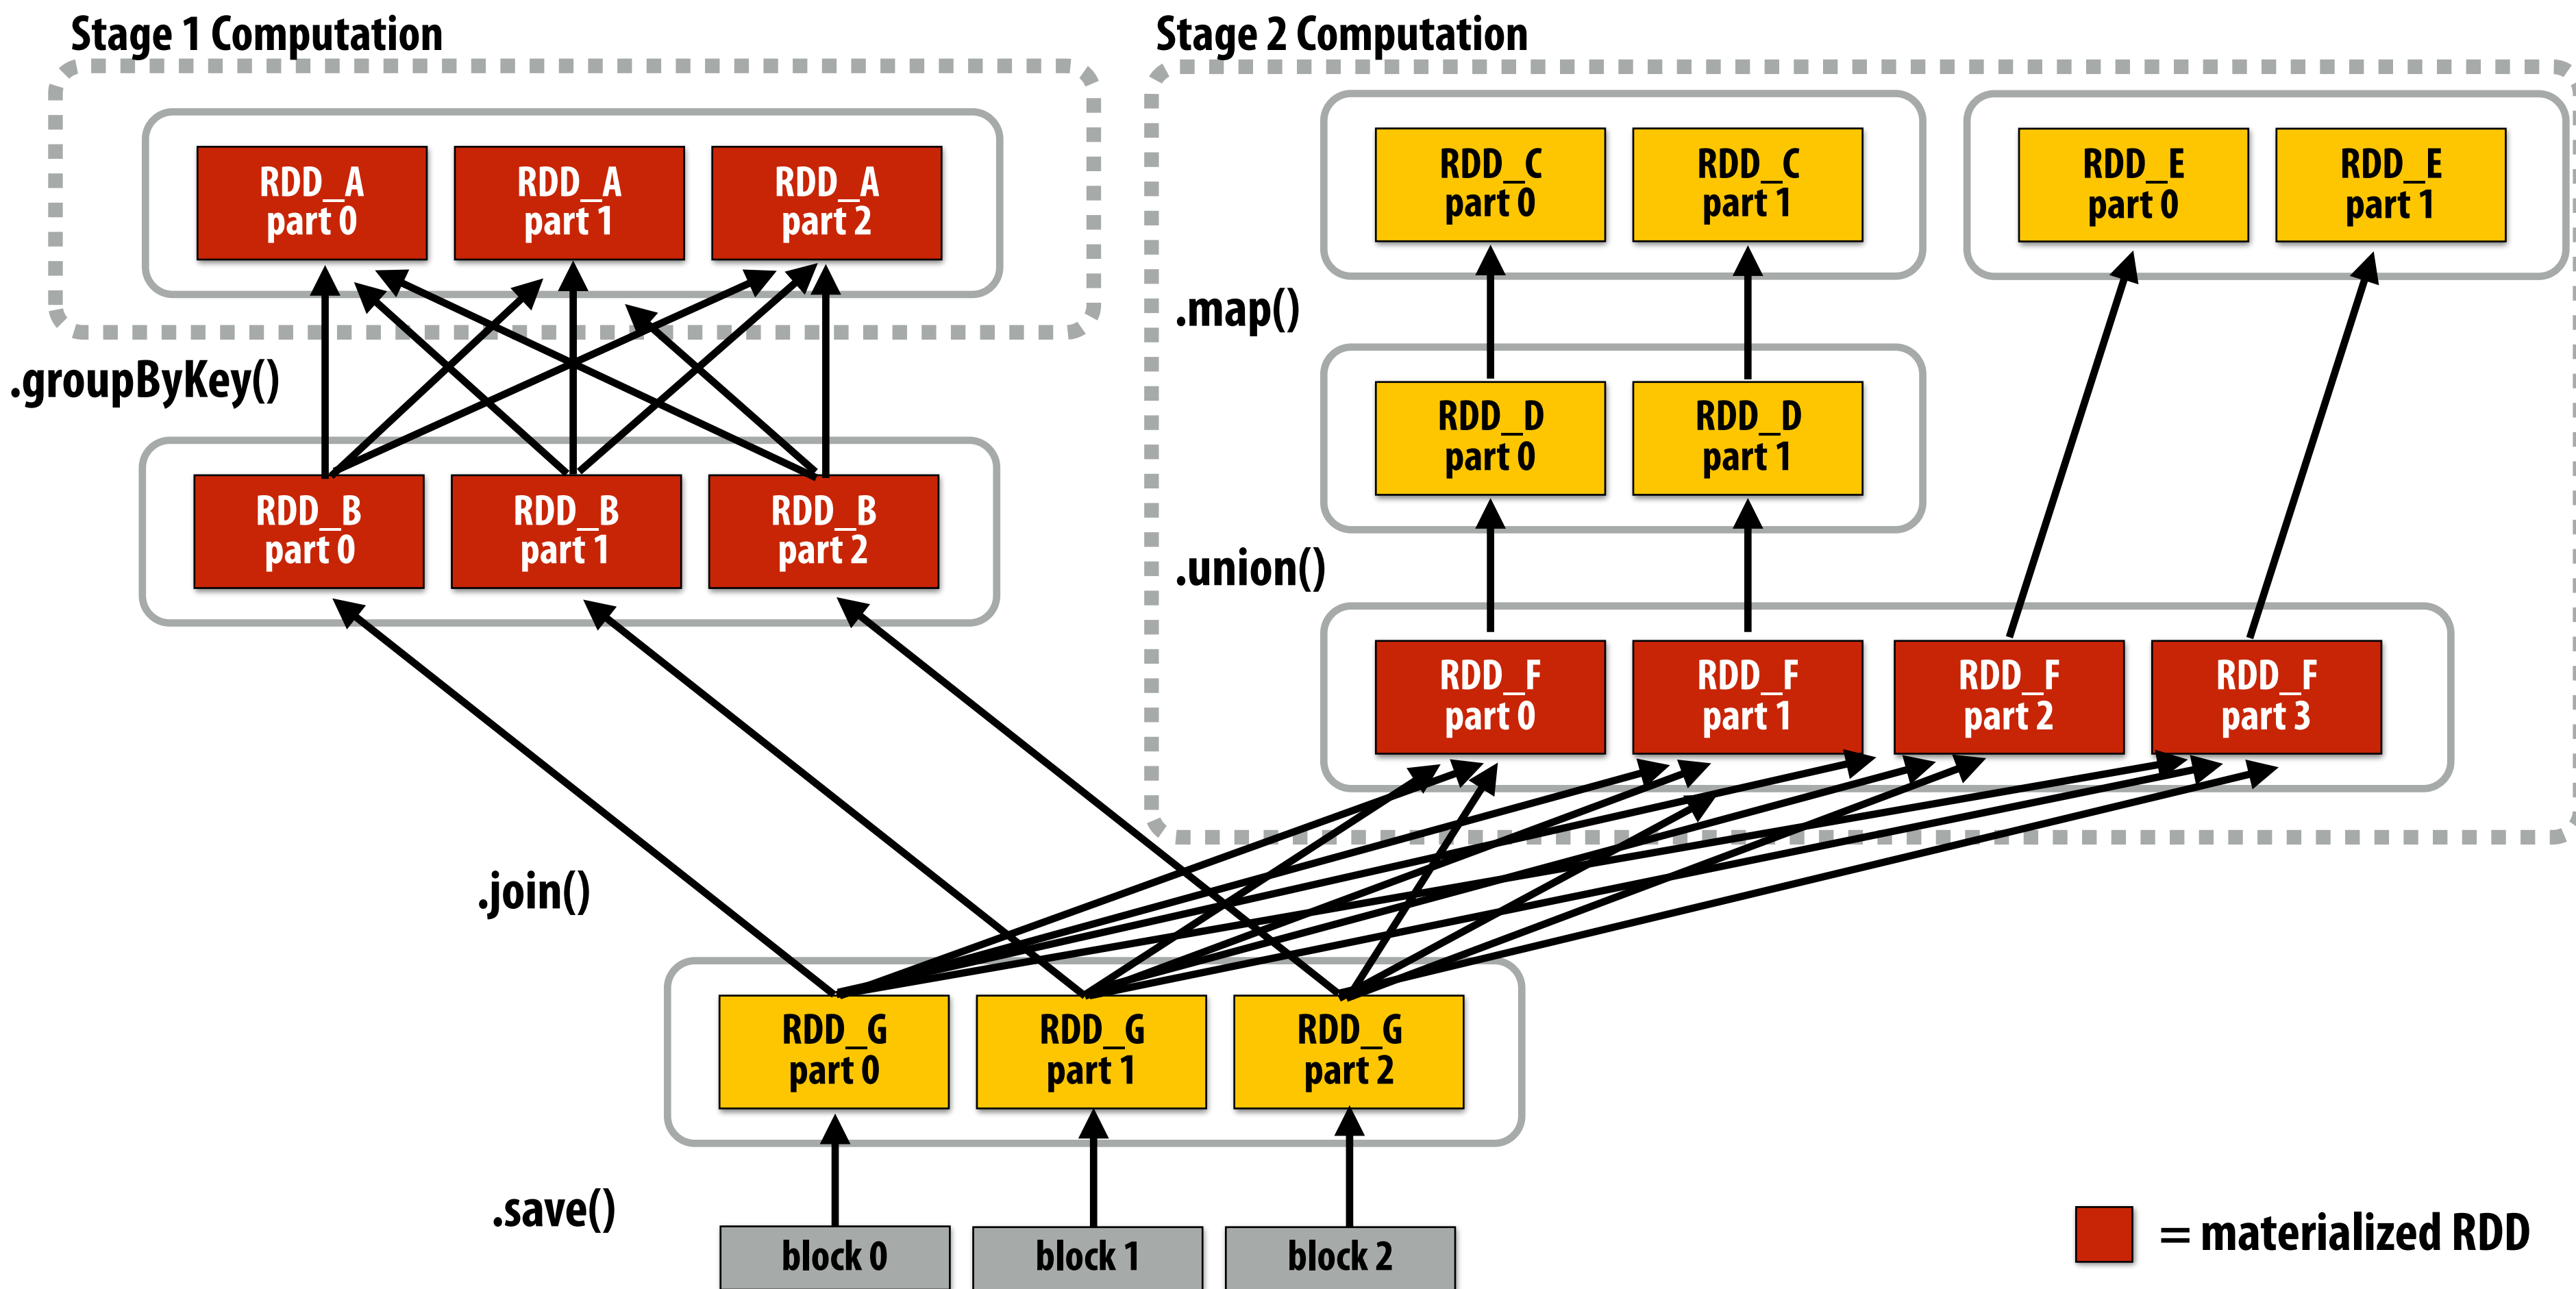 Stage 1 Computation
Stage 2 Computation
RDD_A
part 0
RDD_A
part 1
RDD_A
part 2
RDD_C
part 0
RDD_C
part 1
RDD_E
part 0
RDD_E
part 1
.groupByKey()
.map()
RDD_B
part 0
RDD_B
part 1
RDD_B
part 2
RDD_D
part 0
RDD_D
part 1
.union()
RDD_F
part 0
RDD_F
part 1
RDD_F
part 2
RDD_F
part 3
.join()
RDD_G
part 0
RDD_G
part 1
RDD_G
part 2
.save()
block 0
block 1
block 2
= materialized RDD